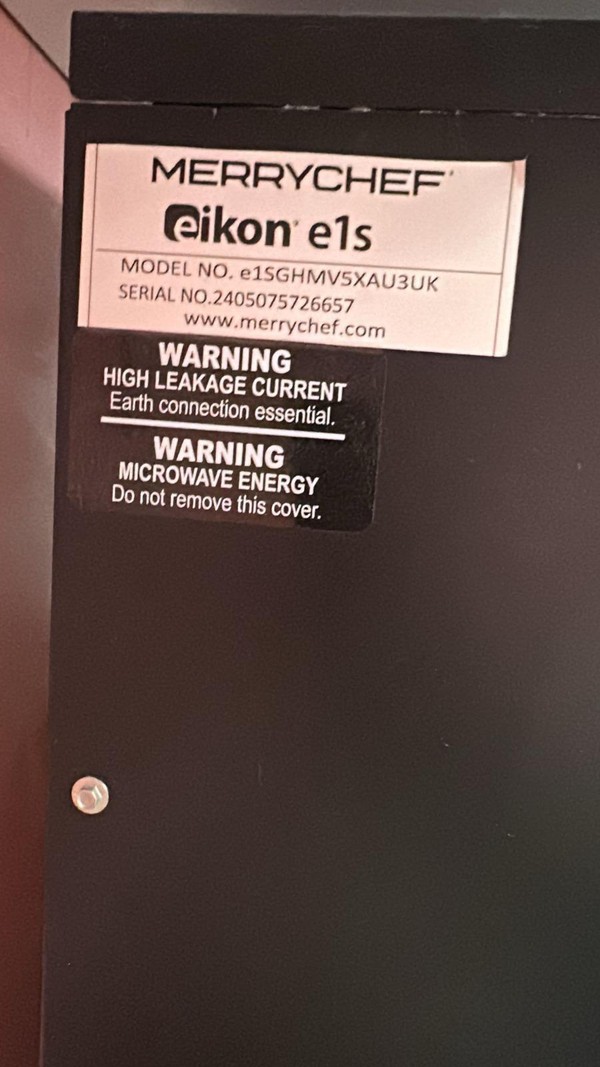 MERRYCHEF
eikon e1s
MODEL NO. e1SGHMV5XAU3UK
SERIAL NO.2405075726657
www.merrychef.com
WARNING
HIGH LEAKAGE CURRENT
Earth connection essential.
WARNING
MICROWAVE ENERGY
Do not remove this cover.